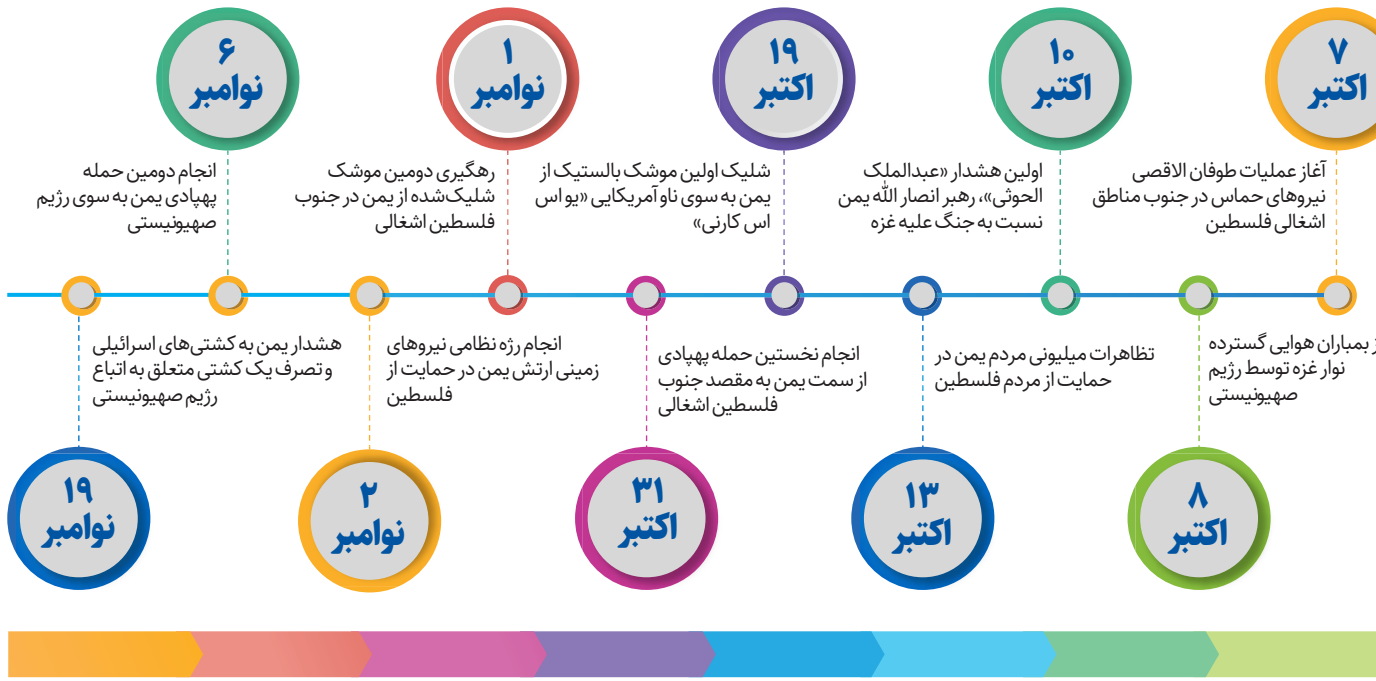 ۷
اکتبر
آغاز عملیات طوفان الاقصی
نیروهای حماس در جنوب مناطق
اشغالی فلسطین
۸
اکتبر
بمباران هوایی گسترده
نوار غزه توسط رژیم
صهیونیستی
۱۰
اکتبر
اولین هشدار «عبدالملک
الحوثی»، رهبر انصار الله یمن
نسبت به جنگ علیه غزه
۱۳
اکتبر
تظاهرات میلیونی مردم یمن در
حمایت از مردم فلسطین
۱۹
اکتبر
شلیک اولین موشک بالستیک از
یمن به سوی ناو آمریکایی «یو اس
اس کارنی»
۳۱
اکتبر
انجام نخستین حمله پهپادی
از سمت یمن به مقصد جنوب
فلسطین اشغالی
۱
نوامبر
رهگیری دومین موشک
شلیک‌شده از یمن در جنوب
فلسطین اشغالی
۲
نوامبر
انجام رژه نظامی نیروهای
زمینی ارتش یمن در حمایت از
فلسطین
۶
نوامبر
انجام دومین حمله
پهپادی یمن به سوی رژیم
صهیونیستی
۱۹
نوامبر
هشدار یمن به کشتی‌های اسرائیلی
و تصرف یک کشتی متعلق به اتباع
رژیم صهیونیستی